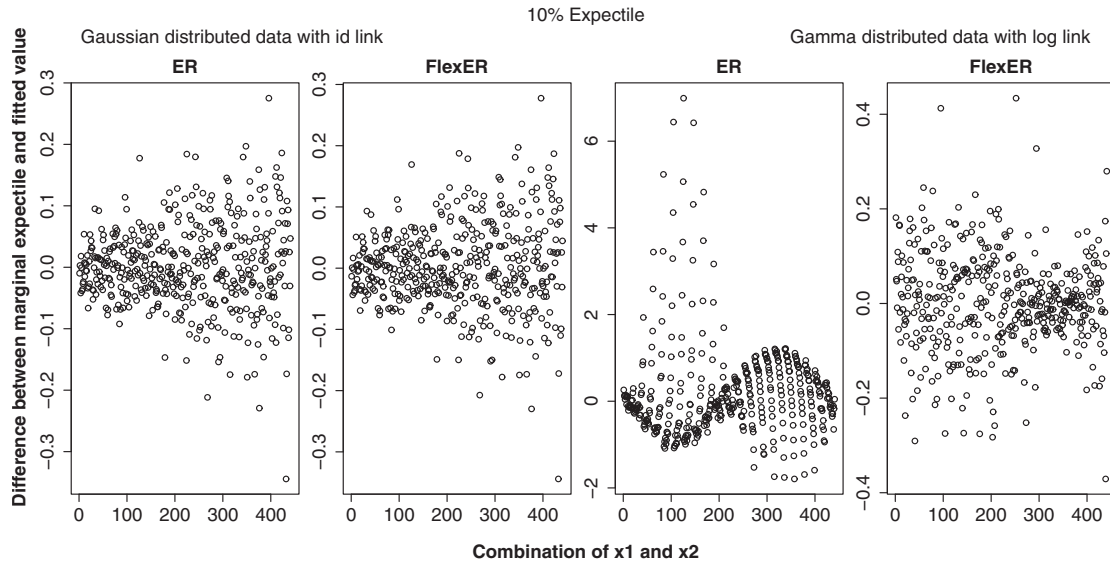 10% Expectile
Gaussian distributed data with id link
Gamma distributed data with log link
ER
FlexER
ER
FlexER
Difference between marginal expectile and fitted value
0.3
0.2
0.1
0.0
−0.1
−0.2
−0.3
0 100 200 300 400
0.3
0.2
0.1
0.0
−0.1
−0.2
−0.3
0 100 200 300 400
6
4
2
0
−2
0 100 200 300 400
0.4
0.2
0.0
−0.2
−0.4
0 100 200 300 400
Combination of x1 and x2